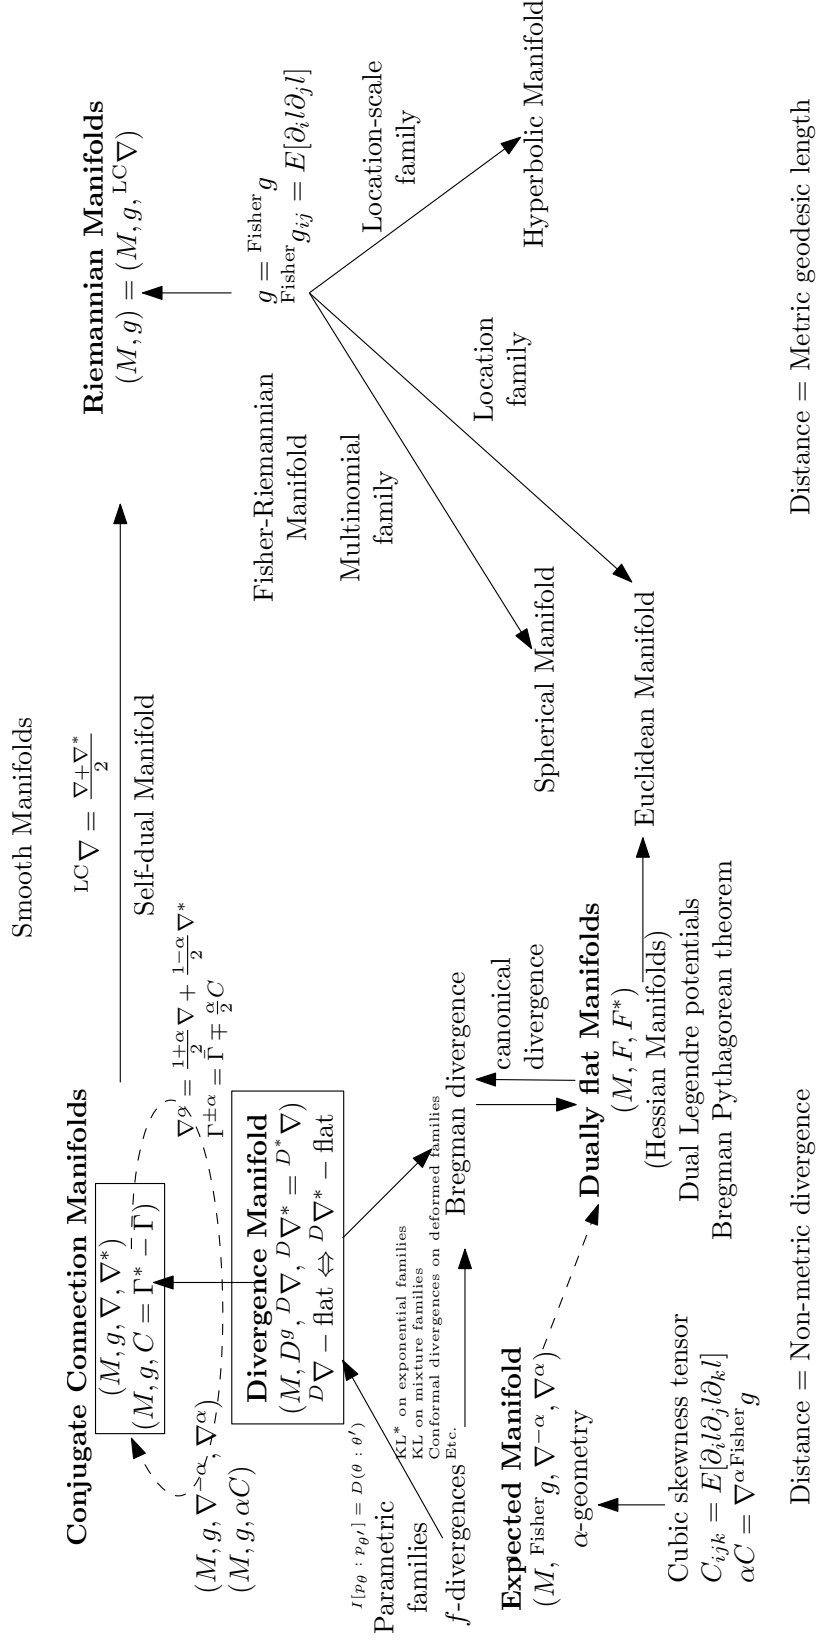 Smooth Manifolds
Conjugate Connection Manifolds
(M, g, ∇, ∇*)
(M, g, C = Γ* − Γ)
ᴸᶜ∇ = (∇+∇*)/2
Self-dual Manifold
Riemannian Manifolds
(M, g) = (M, g, ᴸᶜ∇)
∇^α = (1+α)/2 ∇ + (1−α)/2 ∇*
Γ^{±α} = Γ̄ ∓ α/2 C
(M, g, ∇^{−α}, ∇^α)
(M, g, αC)
Divergence Manifold
(M, ᴰg, ᴰ∇, ᴰ∇* = ᴰ*∇)
ᴰ∇ − flat ⇔ ᴰ∇* − flat
Fisher-Riemannian
Manifold
g = ^{Fisher}g
^{Fisher}g_{ij} = E[∂_i l ∂_j l]
Multinomial
family
Location-scale
family
Location
family
I[p_θ : p_θ′] = D(θ : θ′)
Parametric
families
f-divergences
KL* on exponential families
KL on mixture families
Conformal divergences on deformed families
Etc.
Bregman divergence
canonical
divergence
Spherical Manifold
Hyperbolic Manifold
Expected Manifold
(M, ^{Fisher}g, ∇^{−α}, ∇^α)
α-geometry
Dually flat Manifolds
(M, F, F*)
(Hessian Manifolds)
Dual Legendre potentials
Bregman Pythagorean theorem
Euclidean Manifold
Cubic skewness tensor
C_{ijk} = E[∂_i l ∂_j l ∂_k l]
αC = ∇^α ^{Fisher}g
Distance = Non-metric divergence
Distance = Metric geodesic length